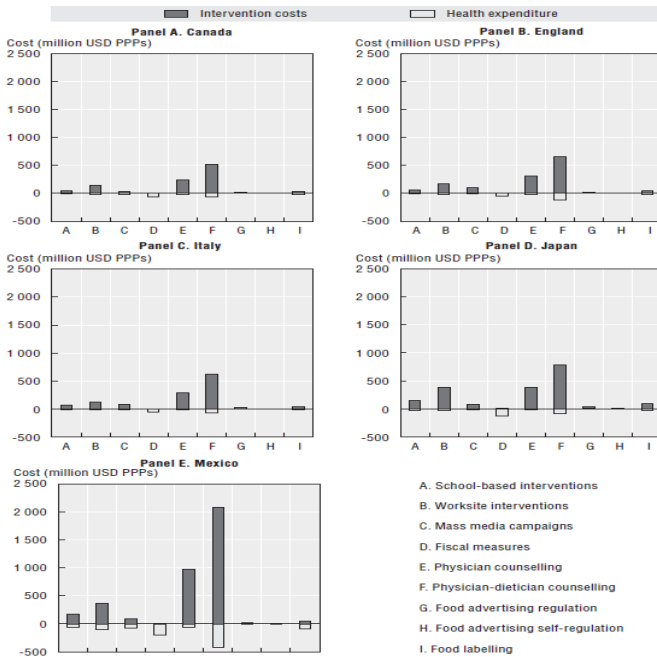 Intervention costs Health expenditure
Panel A. Canada
Cost (million USD PPPs)
2 500
2 000
1 500
1 000
500
0
-500
A B C D E F G H I
Panel B. England
Cost (million USD PPPs)
2 500
2 000
1 500
1 000
500
0
-500
A B C D E F G H I
Panel C. Italy
Cost (million USD PPPs)
2 500
2 000
1 500
1 000
500
0
-500
A B C D E F G H I
Panel D. Japan
Cost (million USD PPPs)
2 500
2 000
1 500
1 000
500
0
-500
A B C D E F G H I
Panel E. Mexico
Cost (million USD PPPs)
2 500
2 000
1 500
1 000
500
0
-500
A. School-based interventions
B. Worksite interventions
C. Mass media campaigns
D. Fiscal measures
E. Physician counselling
F. Physician-dietician counselling
G. Food advertising regulation
H. Food advertising self-regulation
I. Food labelling